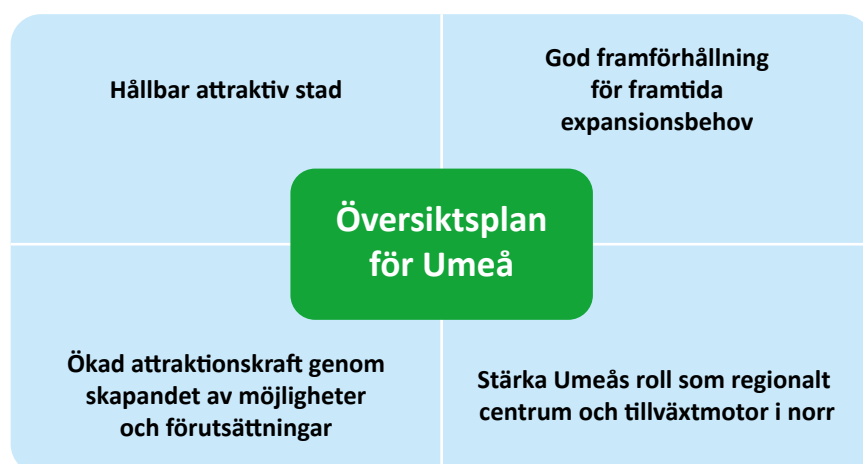 Hållbar attraktiv stad
God framförhållning
för framtida
expansionsbehov
Översiktsplan
för Umeå
Ökad attraktionskraft genom
skapandet av möjligheter
och förutsättningar
Stärka Umeås roll som regionalt
centrum och tillväxtmotor i norr